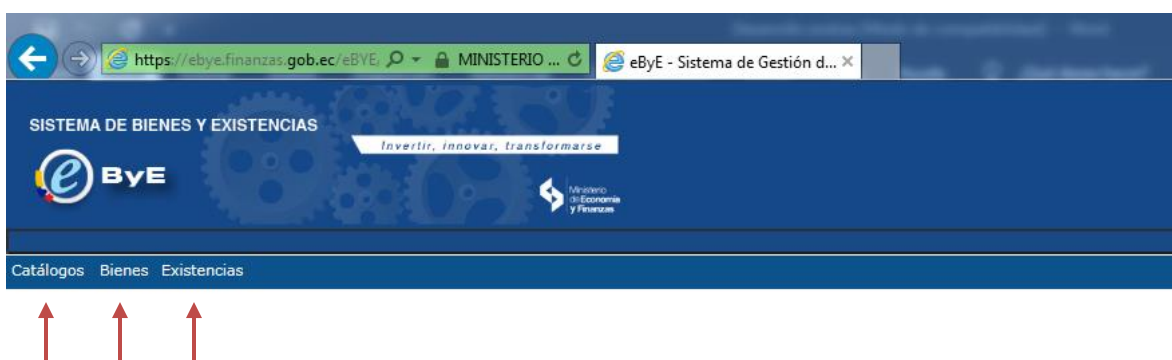 https://ebye.finanzas.gob.ec/eBYE, MINISTERIO ... eByE - Sistema de Gestión d...
SISTEMA DE BIENES Y EXISTENCIAS
Invertir, innovar, transformarse
e ByE
Ministerio
de Economía
y Finanzas
Catálogos Bienes Existencias